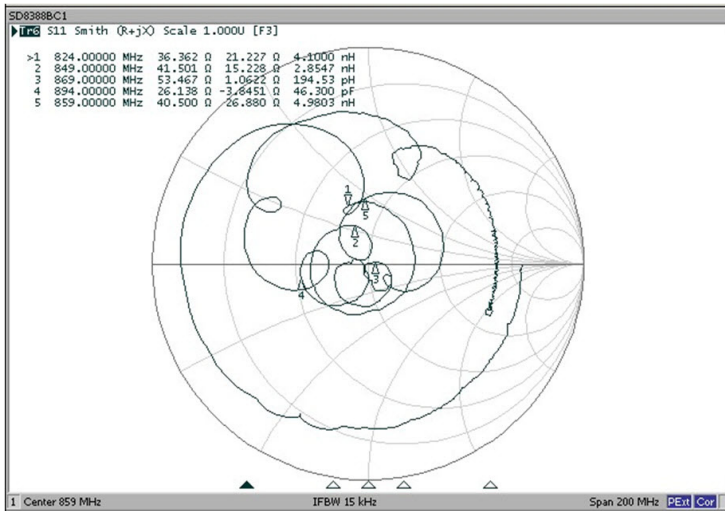 SD8388BC1
Tr6 S11 Smith (R+jX) Scale 1.000U [F3]
>1 824.00000 MHz 36.362 Ω 21.227 Ω 4.1000 nH
2 849.00000 MHz 41.501 Ω 15.228 Ω 2.8547 nH
3 869.00000 MHz 53.467 Ω 1.0622 Ω 194.53 pH
4 894.00000 MHz 26.138 Ω -3.8451 Ω 46.300 pF
5 859.00000 MHz 40.500 Ω 26.880 Ω 4.9803 nH
1
5
2
3
4
1 Center 859 MHz IFBW 15 kHz Span 200 MHz PExt Cor